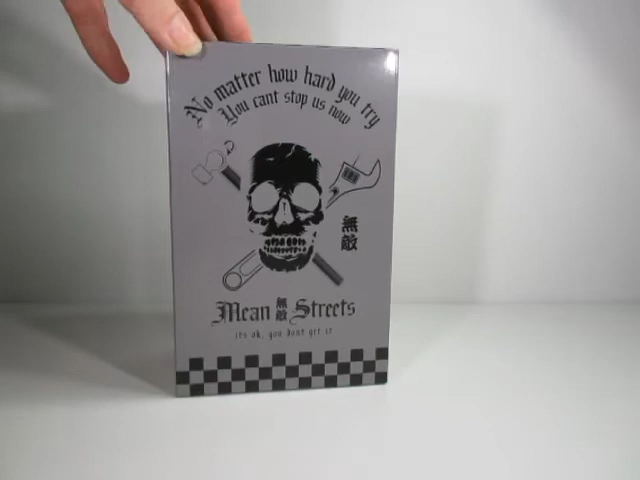 No matter how hard you try
You cant stop us now
無敵
Mean 無敵 Streets
its ok, you dont get it